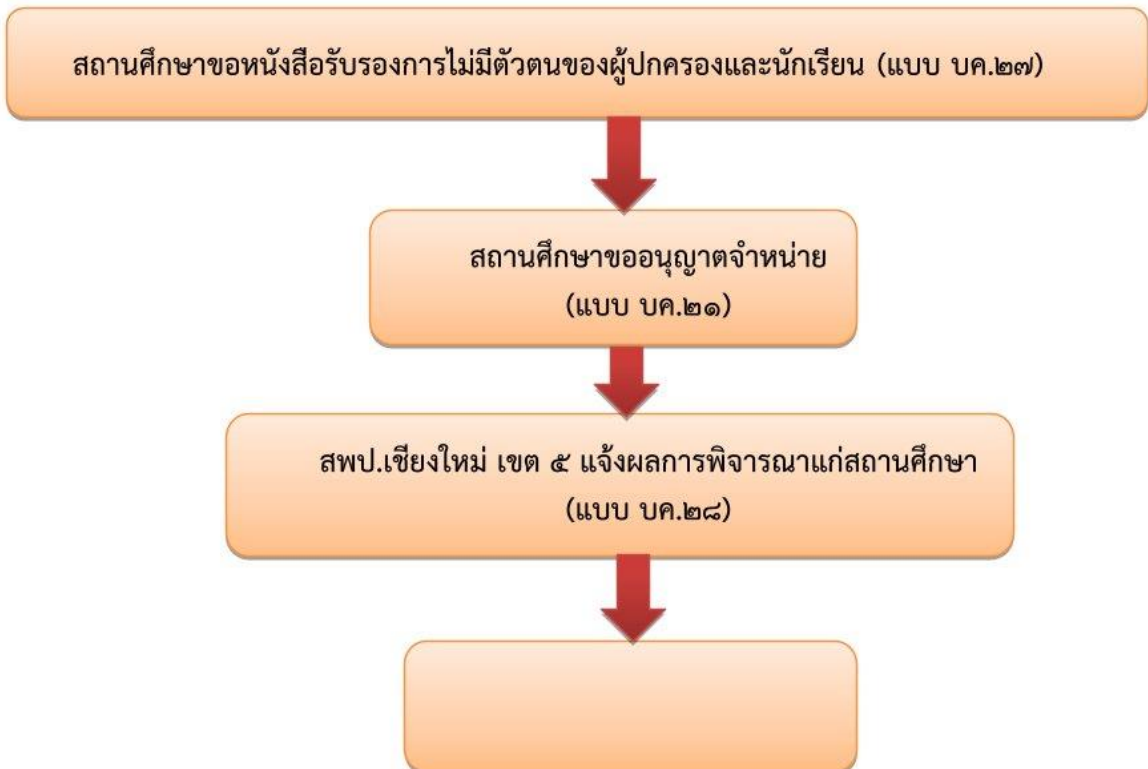 สถานศึกษาขอหนังสือรับรองการไม่มีตัวตนของผู้ปกครองและนักเรียน (แบบ บค.๒๗)
สถานศึกษาขออนุญาตจำหน่าย
(แบบ บค.๒๑)
สพป.เชียงใหม่ เขต ๕ แจ้งผลการพิจารณาแก่สถานศึกษา
(แบบ บค.๒๘)